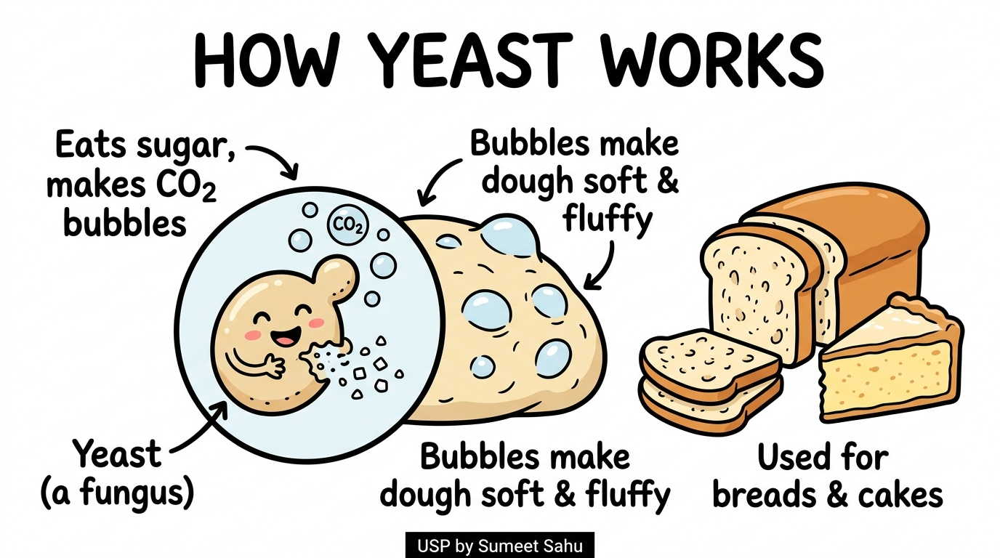 HOW YEAST WORKS
Eats sugar,
makes CO₂
bubbles
Bubbles make
dough soft &
fluffy
CO₂
Yeast
(a fungus)
Bubbles make
dough soft & fluffy
Used for
breads & cakes
USP by Sumeet Sahu